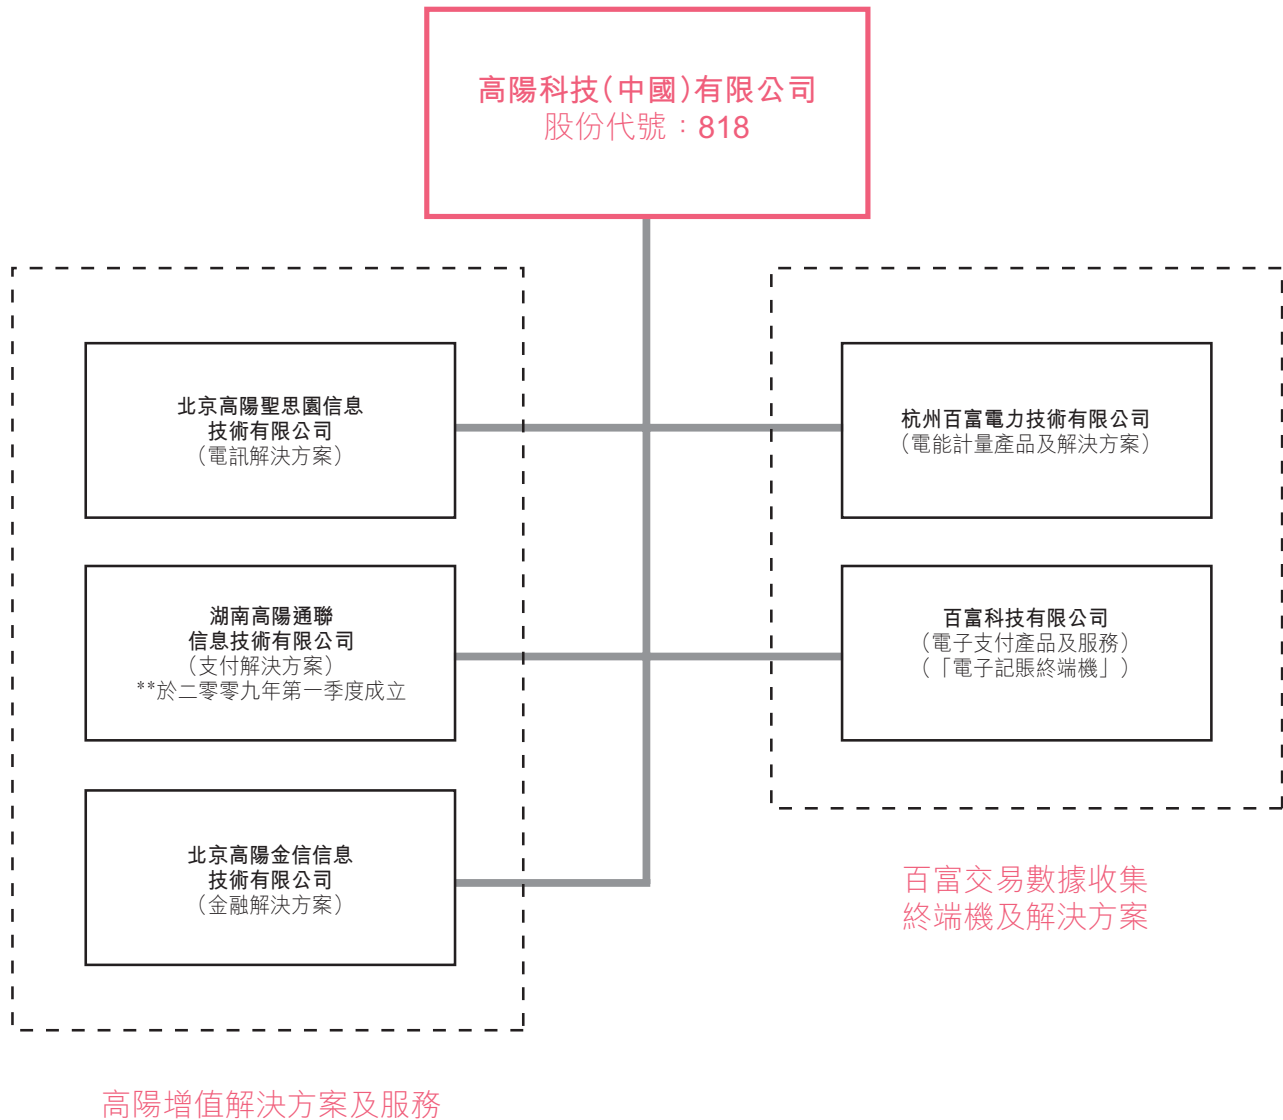 高陽科技(中國)有限公司
股份代號：818
北京高陽聖思園信息
技術有限公司
（電訊解決方案）
湖南高陽通聯
信息技術有限公司
（支付解決方案）
**於二零零九年第一季度成立
北京高陽金信信息
技術有限公司
（金融解決方案）
高陽增值解決方案及服務
杭州百富電力技術有限公司
（電能計量產品及解決方案）
百富科技有限公司
（電子支付產品及服務）
（「電子記賬終端機」）
百富交易數據收集
終端機及解決方案